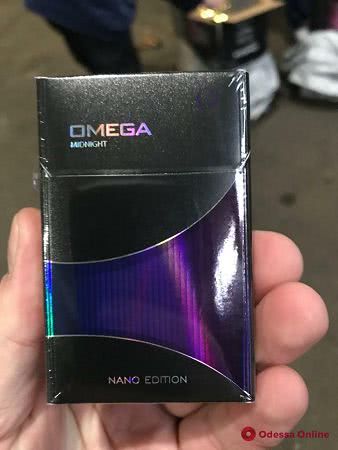 OMEGA
MIDNIGHT
NANO EDITION
Odessa Online